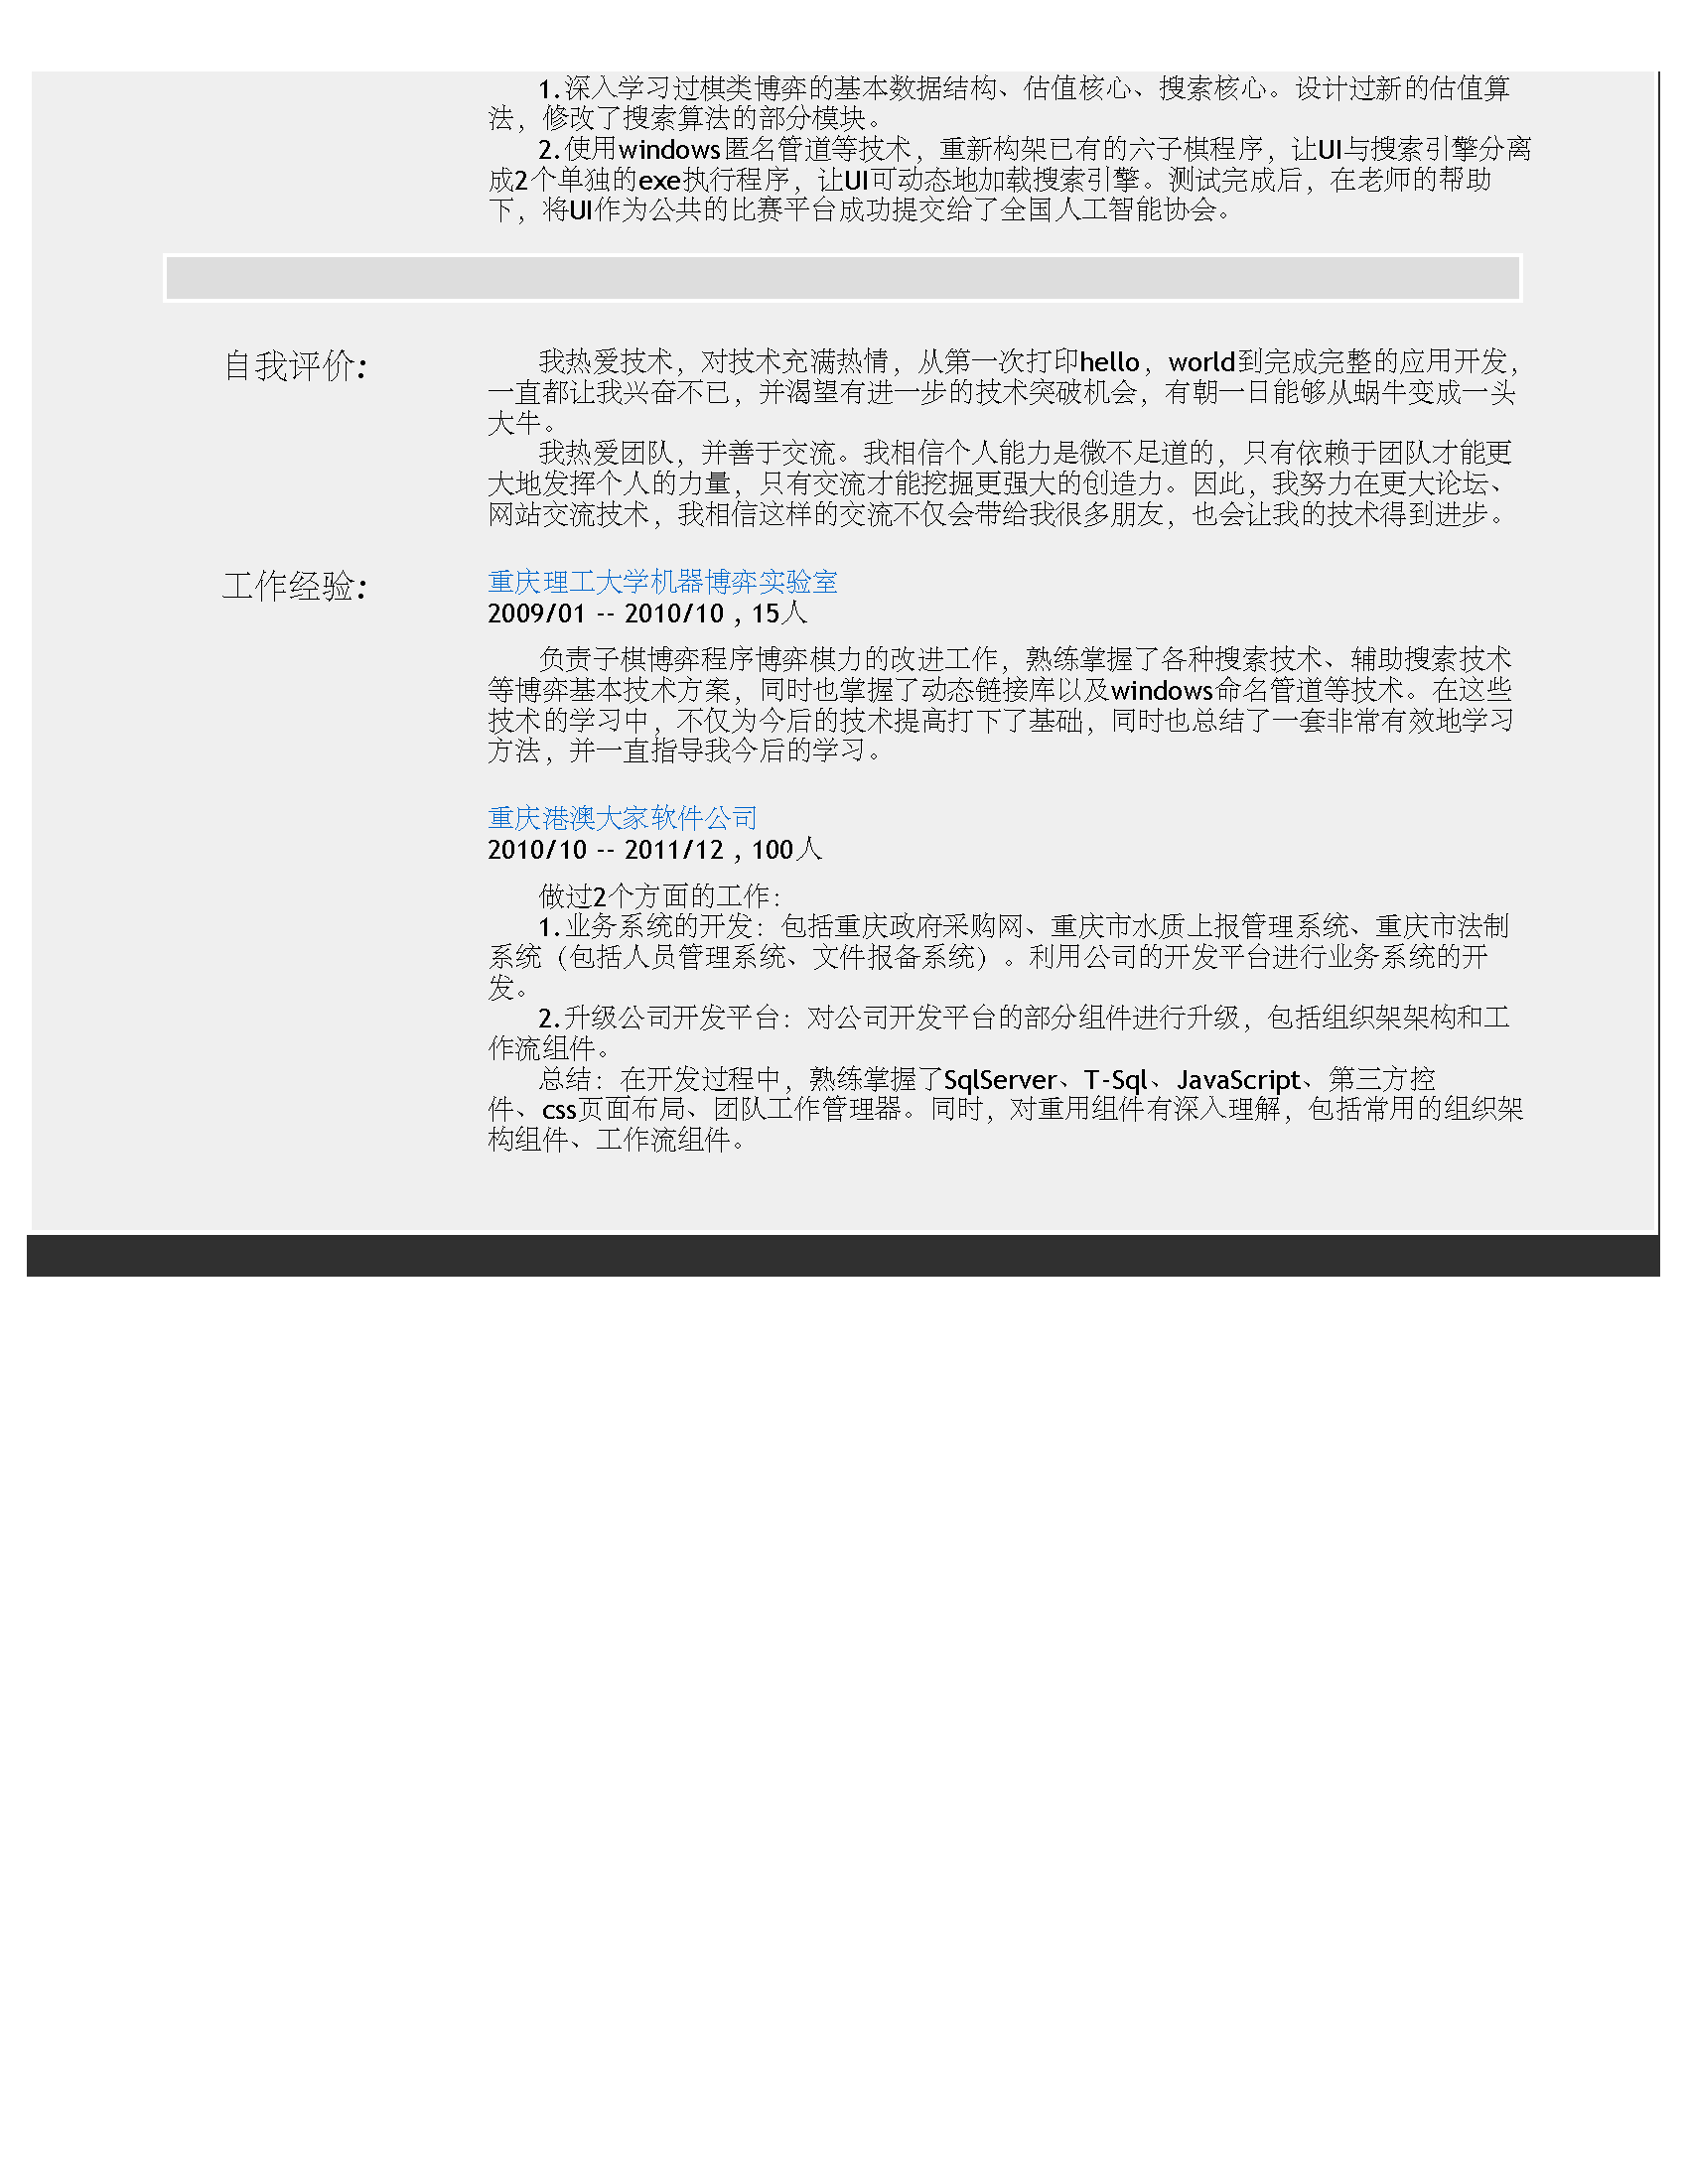 1.深入学习过棋类博弈的基本数据结构、估值核心、搜索核心。设计过新的估值算
法，修改了搜索算法的部分模块。
2.使用windows匿名管道等技术，重新构架已有的六子棋程序，让UI与搜索引擎分离
成2个单独的exe执行程序，让UI可动态地加载搜索引擎。测试完成后，在老师的帮助
下，将UI作为公共的比赛平台成功提交给了全国人工智能协会。
自我评价:
我热爱技术，对技术充满热情，从第一次打印hello，world到完成完整的应用开发，
一直都让我兴奋不已，并渴望有进一步的技术突破机会，有朝一日能够从蜗牛变成一头
大牛。
我热爱团队，并善于交流。我相信个人能力是微不足道的，只有依赖于团队才能更
大地发挥个人的力量，只有交流才能挖掘更强大的创造力。因此，我努力在更大论坛、
网站交流技术，我相信这样的交流不仅会带给我很多朋友，也会让我的技术得到进步。
工作经验:
重庆理工大学机器博弈实验室
2009/01 -- 2010/10 , 15人
负责子棋博弈程序博弈棋力的改进工作，熟练掌握了各种搜索技术、辅助搜索技术
等博弈基本技术方案，同时也掌握了动态链接库以及windows命名管道等技术。在这些
技术的学习中，不仅为今后的技术提高打下了基础，同时也总结了一套非常有效地学习
方法，并一直指导我今后的学习。
重庆港澳大家软件公司
2010/10 -- 2011/12 , 100人
做过2个方面的工作：
1.业务系统的开发：包括重庆政府采购网、重庆市水质上报管理系统、重庆市法制
系统（包括人员管理系统、文件报备系统）。利用公司的开发平台进行业务系统的开
发。
2.升级公司开发平台：对公司开发平台的部分组件进行升级，包括组织架架构和工
作流组件。
总结：在开发过程中，熟练掌握了SqlServer、T-Sql、JavaScript、第三方控
件、css页面布局、团队工作管理器。同时，对重用组件有深入理解，包括常用的组织架
构组件、工作流组件。